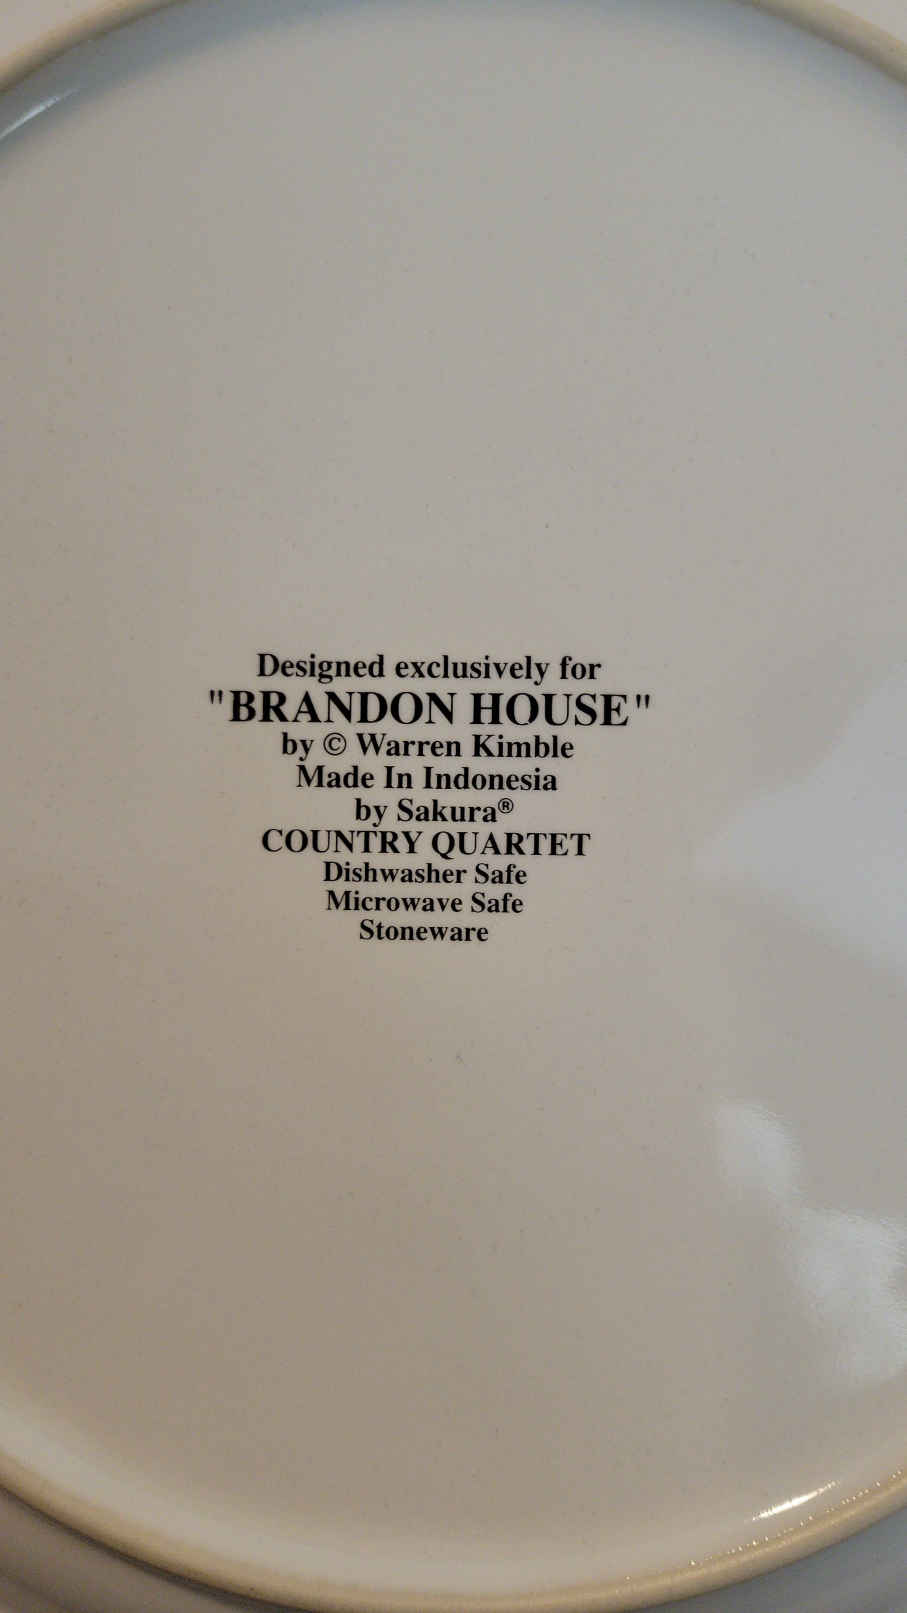 Designed exclusively for
"BRANDON HOUSE"
by © Warren Kimble
Made In Indonesia
by Sakura®
COUNTRY QUARTET
Dishwasher Safe
Microwave Safe
Stoneware